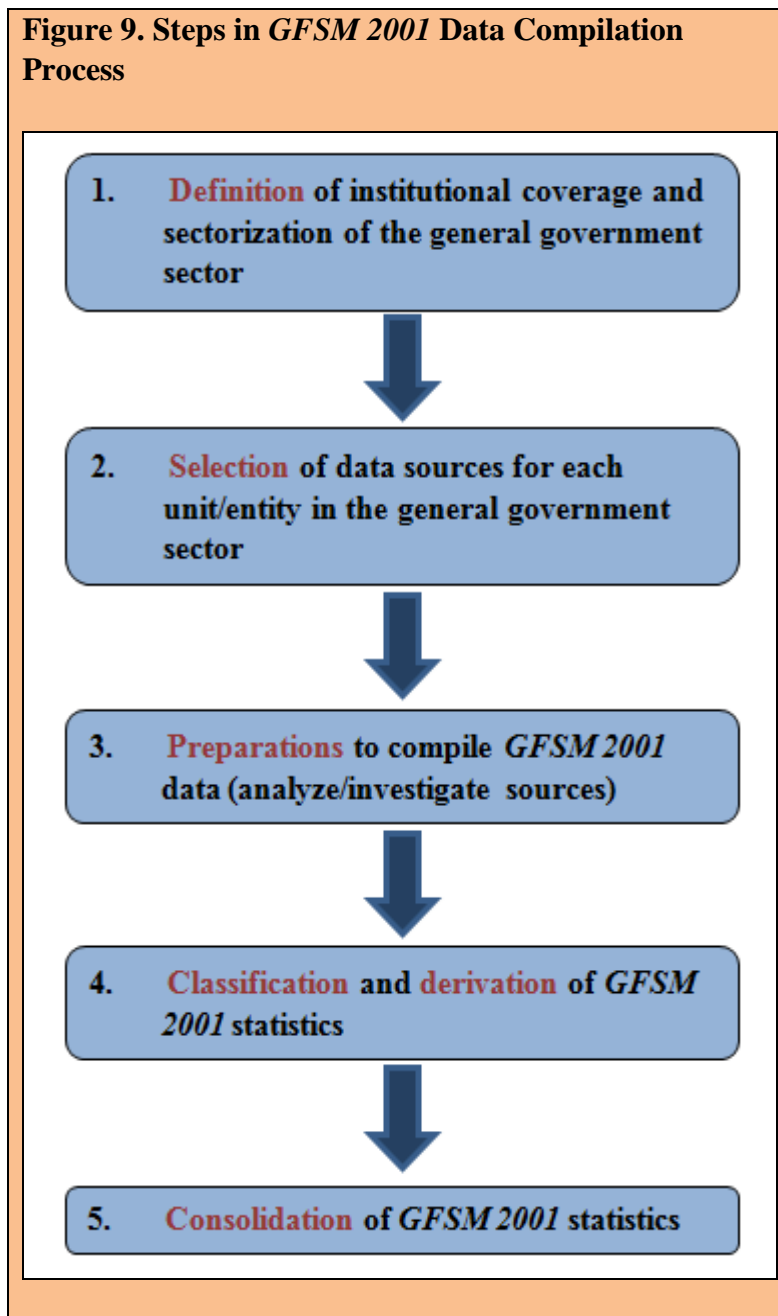 Figure 9. Steps in GFSM 2001 Data Compilation
Process
1. Definition of institutional coverage and
sectorization of the general government
sector
2. Selection of data sources for each
unit/entity in the general government
sector
3. Preparations to compile GFSM 2001
data (analyze/investigate sources)
4. Classification and derivation of GFSM
2001 statistics
5. Consolidation of GFSM 2001 statistics